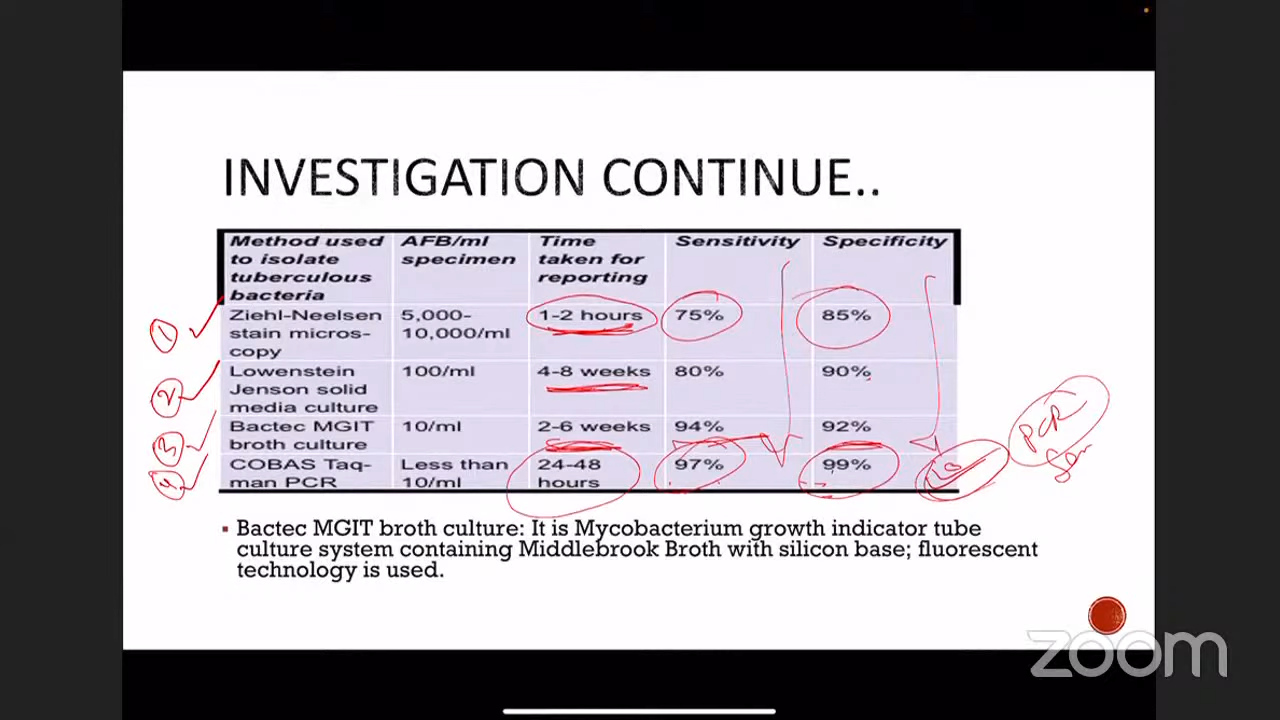 INVESTIGATION CONTINUE..
Method used to isolate tuberculous bacteria AFB/ml specimen Time taken for reporting Sensitivity Specificity
1 Ziehl-Neelsen stain micros-copy 5,000-10,000/ml 1-2 hours 75% 85%
2 Lowenstein Jenson solid media culture 100/ml 4-8 weeks 80% 90%
3 Bactec MGIT broth culture 10/ml 2-6 weeks 94% 92%
4 COBAS Taq-man PCR Less than 10/ml 24-48 hours 97% 99%
PCR
▪ Bactec MGIT broth culture: It is Mycobacterium growth indicator tube
culture system containing Middlebrook Broth with silicon base; fluorescent
technology is used.
zoom